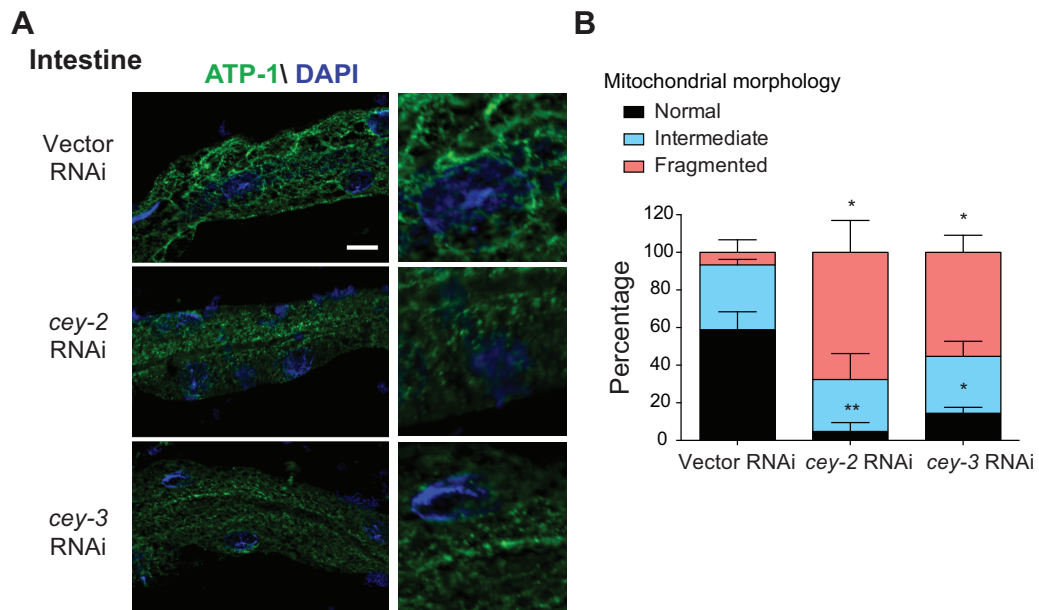 A
Intestine
ATP-1\ DAPI
Vector
RNAi
cey-2
RNAi
cey-3
RNAi
B
Mitochondrial morphology
Normal
Intermediate
Fragmented
Percentage
120
100
80
60
40
20
0
*
*
**
*
Vector RNAi
cey-2 RNAi
cey-3 RNAi